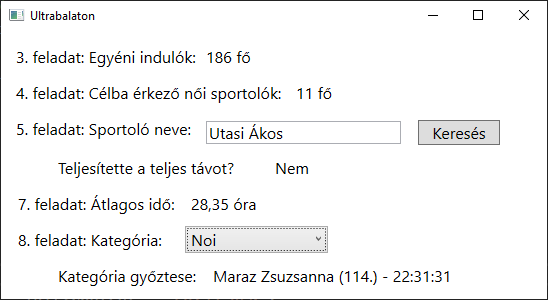 Ultrabalaton
3. feladat: Egyéni indulók: 186 fő
4. feladat: Célba érkező női sportolók: 11 fő
5. feladat: Sportoló neve: Utasi Ákos Keresés
Teljesítette a teljes távot? Nem
7. feladat: Átlagos idő: 28,35 óra
8. feladat: Kategória: Noi
Kategória győztese: Maraz Zsuzsanna (114.) - 22:31:31